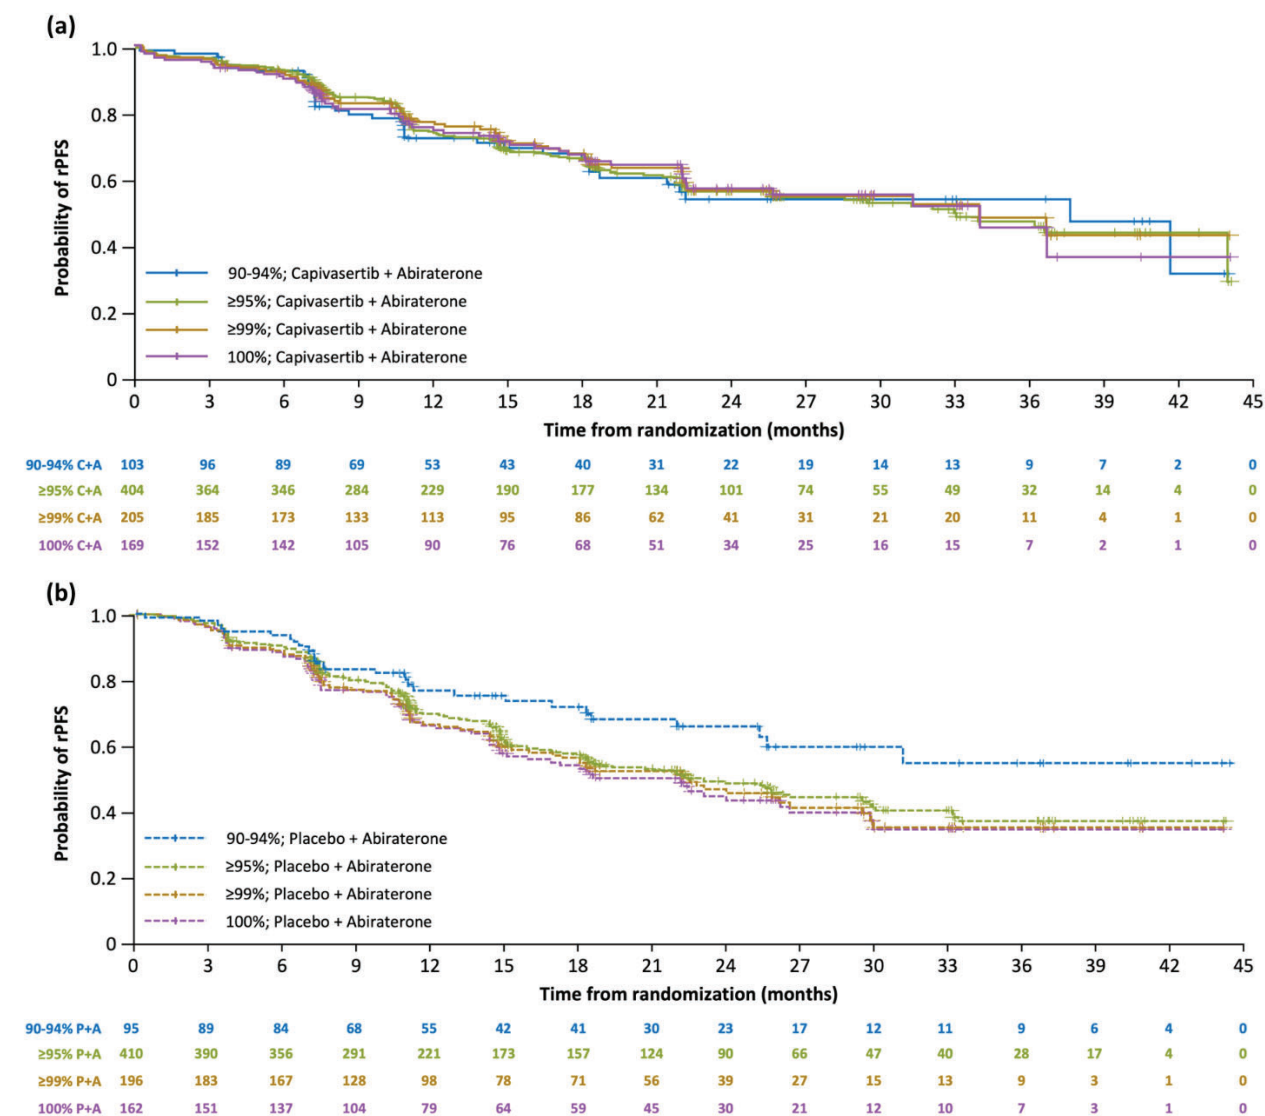 (a)
Probability of rPFS
1.0
0.8
0.6
0.4
0.2
0
90-94%; Capivasertib + Abiraterone
≥95%; Capivasertib + Abiraterone
≥99%; Capivasertib + Abiraterone
100%; Capivasertib + Abiraterone
0 3 6 9 12 15 18 21 24 27 30 33 36 39 42 45
Time from randomization (months)
90-94% C+A 103 96 89 69 53 43 40 31 22 19 14 13 9 7 2 0
≥95% C+A 404 364 346 284 229 190 177 134 101 74 55 49 32 14 4 0
≥99% C+A 205 185 173 133 113 95 86 62 41 31 21 20 11 4 1 0
100% C+A 169 152 142 105 90 76 68 51 34 25 16 15 7 2 1 0
(b)
Probability of rPFS
1.0
0.8
0.6
0.4
0.2
0
90-94%; Placebo + Abiraterone
≥95%; Placebo + Abiraterone
≥99%; Placebo + Abiraterone
100%; Placebo + Abiraterone
0 3 6 9 12 15 18 21 24 27 30 33 36 39 42 45
Time from randomization (months)
90-94% P+A 95 89 84 68 55 42 41 30 23 17 12 11 9 6 4 0
≥95% P+A 410 390 356 291 221 173 157 124 90 66 47 40 28 17 4 0
≥99% P+A 196 183 167 128 98 78 71 56 39 27 15 13 9 3 1 0
100% P+A 162 151 137 104 79 64 59 45 30 21 12 10 7 3 1 0